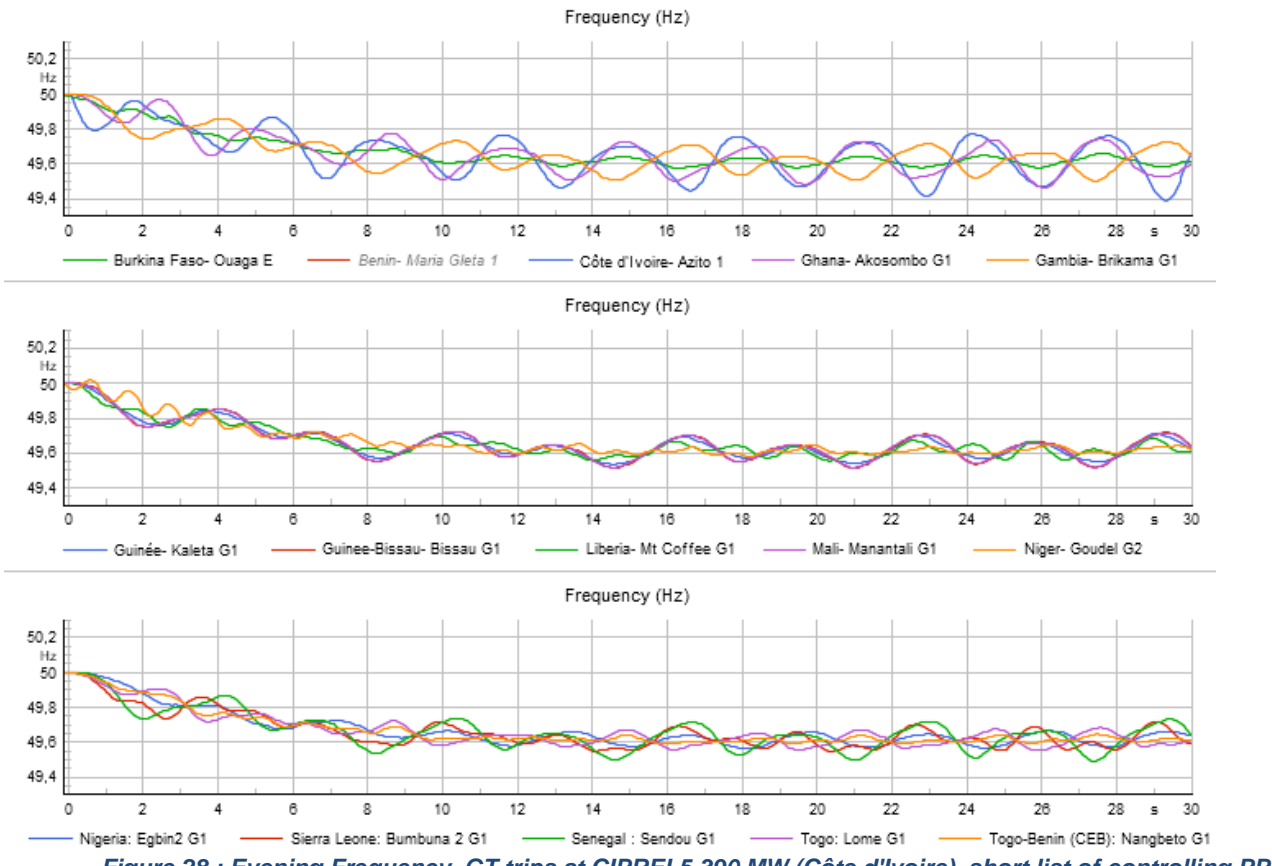 Frequency (Hz)
50,2
Hz
50
49,8
49,6
49,4
0 2 4 6 8 10 12 14 16 18 20 22 24 26 28 s 30
Burkina Faso- Ouaga E Benin- Maria Gleta 1 Côte d'Ivoire- Azito 1 Ghana- Akosombo G1 Gambia- Brikama G1
Frequency (Hz)
50,2
Hz
50
49,8
49,6
49,4
0 2 4 6 8 10 12 14 16 18 20 22 24 26 28 s 30
Guinée- Kaleta G1 Guinee-Bissau- Bissau G1 Liberia- Mt Coffee G1 Mali- Manantali G1 Niger- Goudel G2
Frequency (Hz)
50,2
Hz
50
49,8
49,6
49,4
0 2 4 6 8 10 12 14 16 18 20 22 24 26 28 s 30
Nigeria: Egbin2 G1 Sierra Leone: Bumbuna 2 G1 Senegal : Sendou G1 Togo: Lome G1 Togo-Benin (CEB): Nangbeto G1
Figure 28 : Evening Frequency, GT trips at CIPREL5 390 MW (Côte d'Ivoire), short list of controlling PP